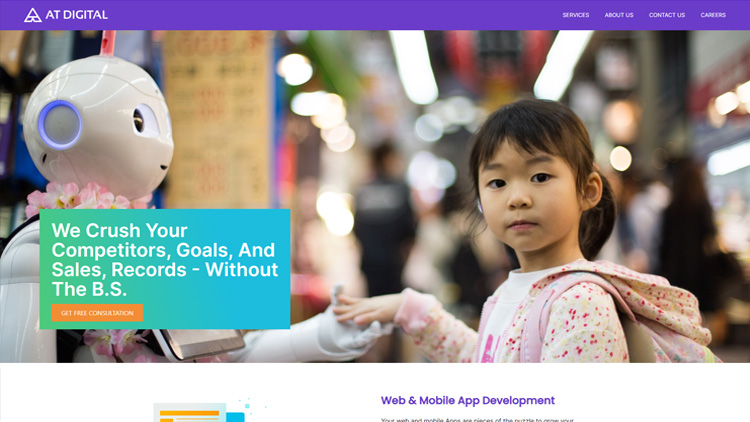 AT DIGITAL
SERVICES
ABOUT US
CONTACT US
CAREERS
We Crush Your
Competitors, Goals, And
Sales, Records - Without
The B.S.
GET FREE CONSULTATION
Web & Mobile App Development
Your web and mobile Apps are pieces of the puzzle to grow your